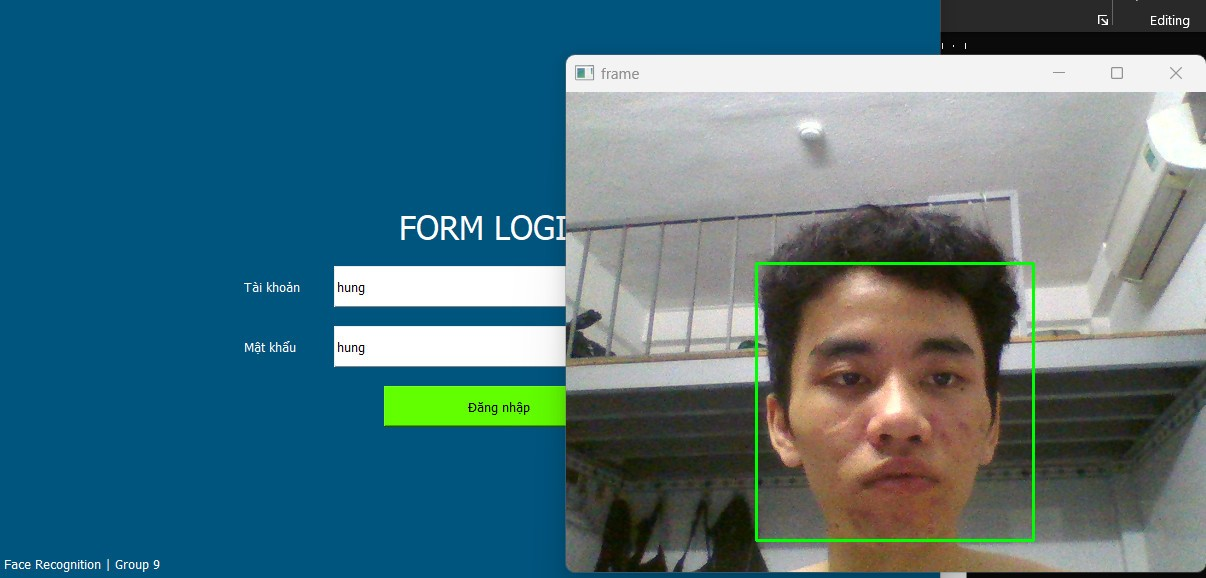 Editing
frame
FORM LOGI
Tài khoản
hung
Mật khẩu
hung
Đăng nhập
Face Recognition | Group 9